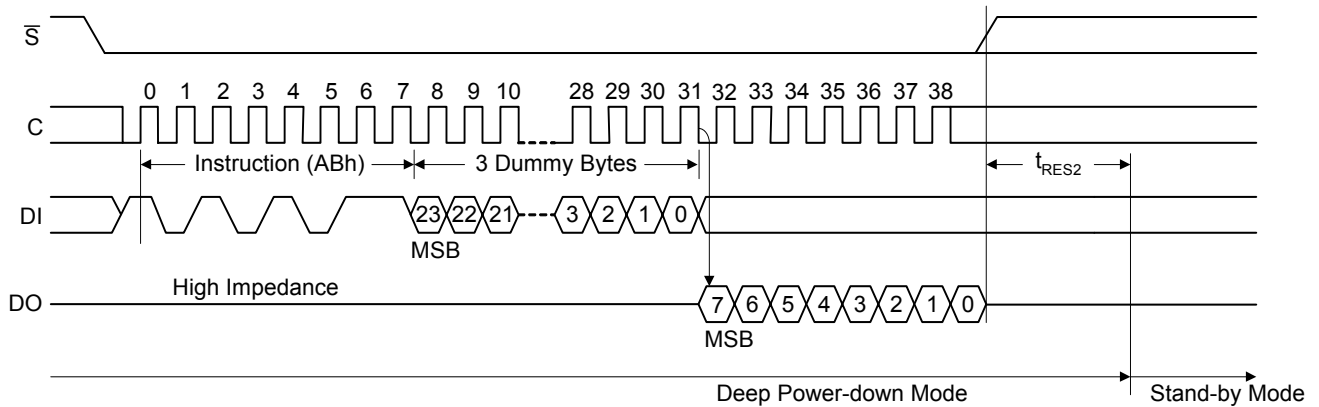 S
0 1 2 3 4 5 6 7 8 9 10 28 29 30 31 32 33 34 35 36 37 38
C
Instruction (ABh) 3 Dummy Bytes tRES2
DI 23 22 21 3 2 1 0
MSB
High Impedance
DO 7 6 5 4 3 2 1 0
MSB
Deep Power-down Mode Stand-by Mode